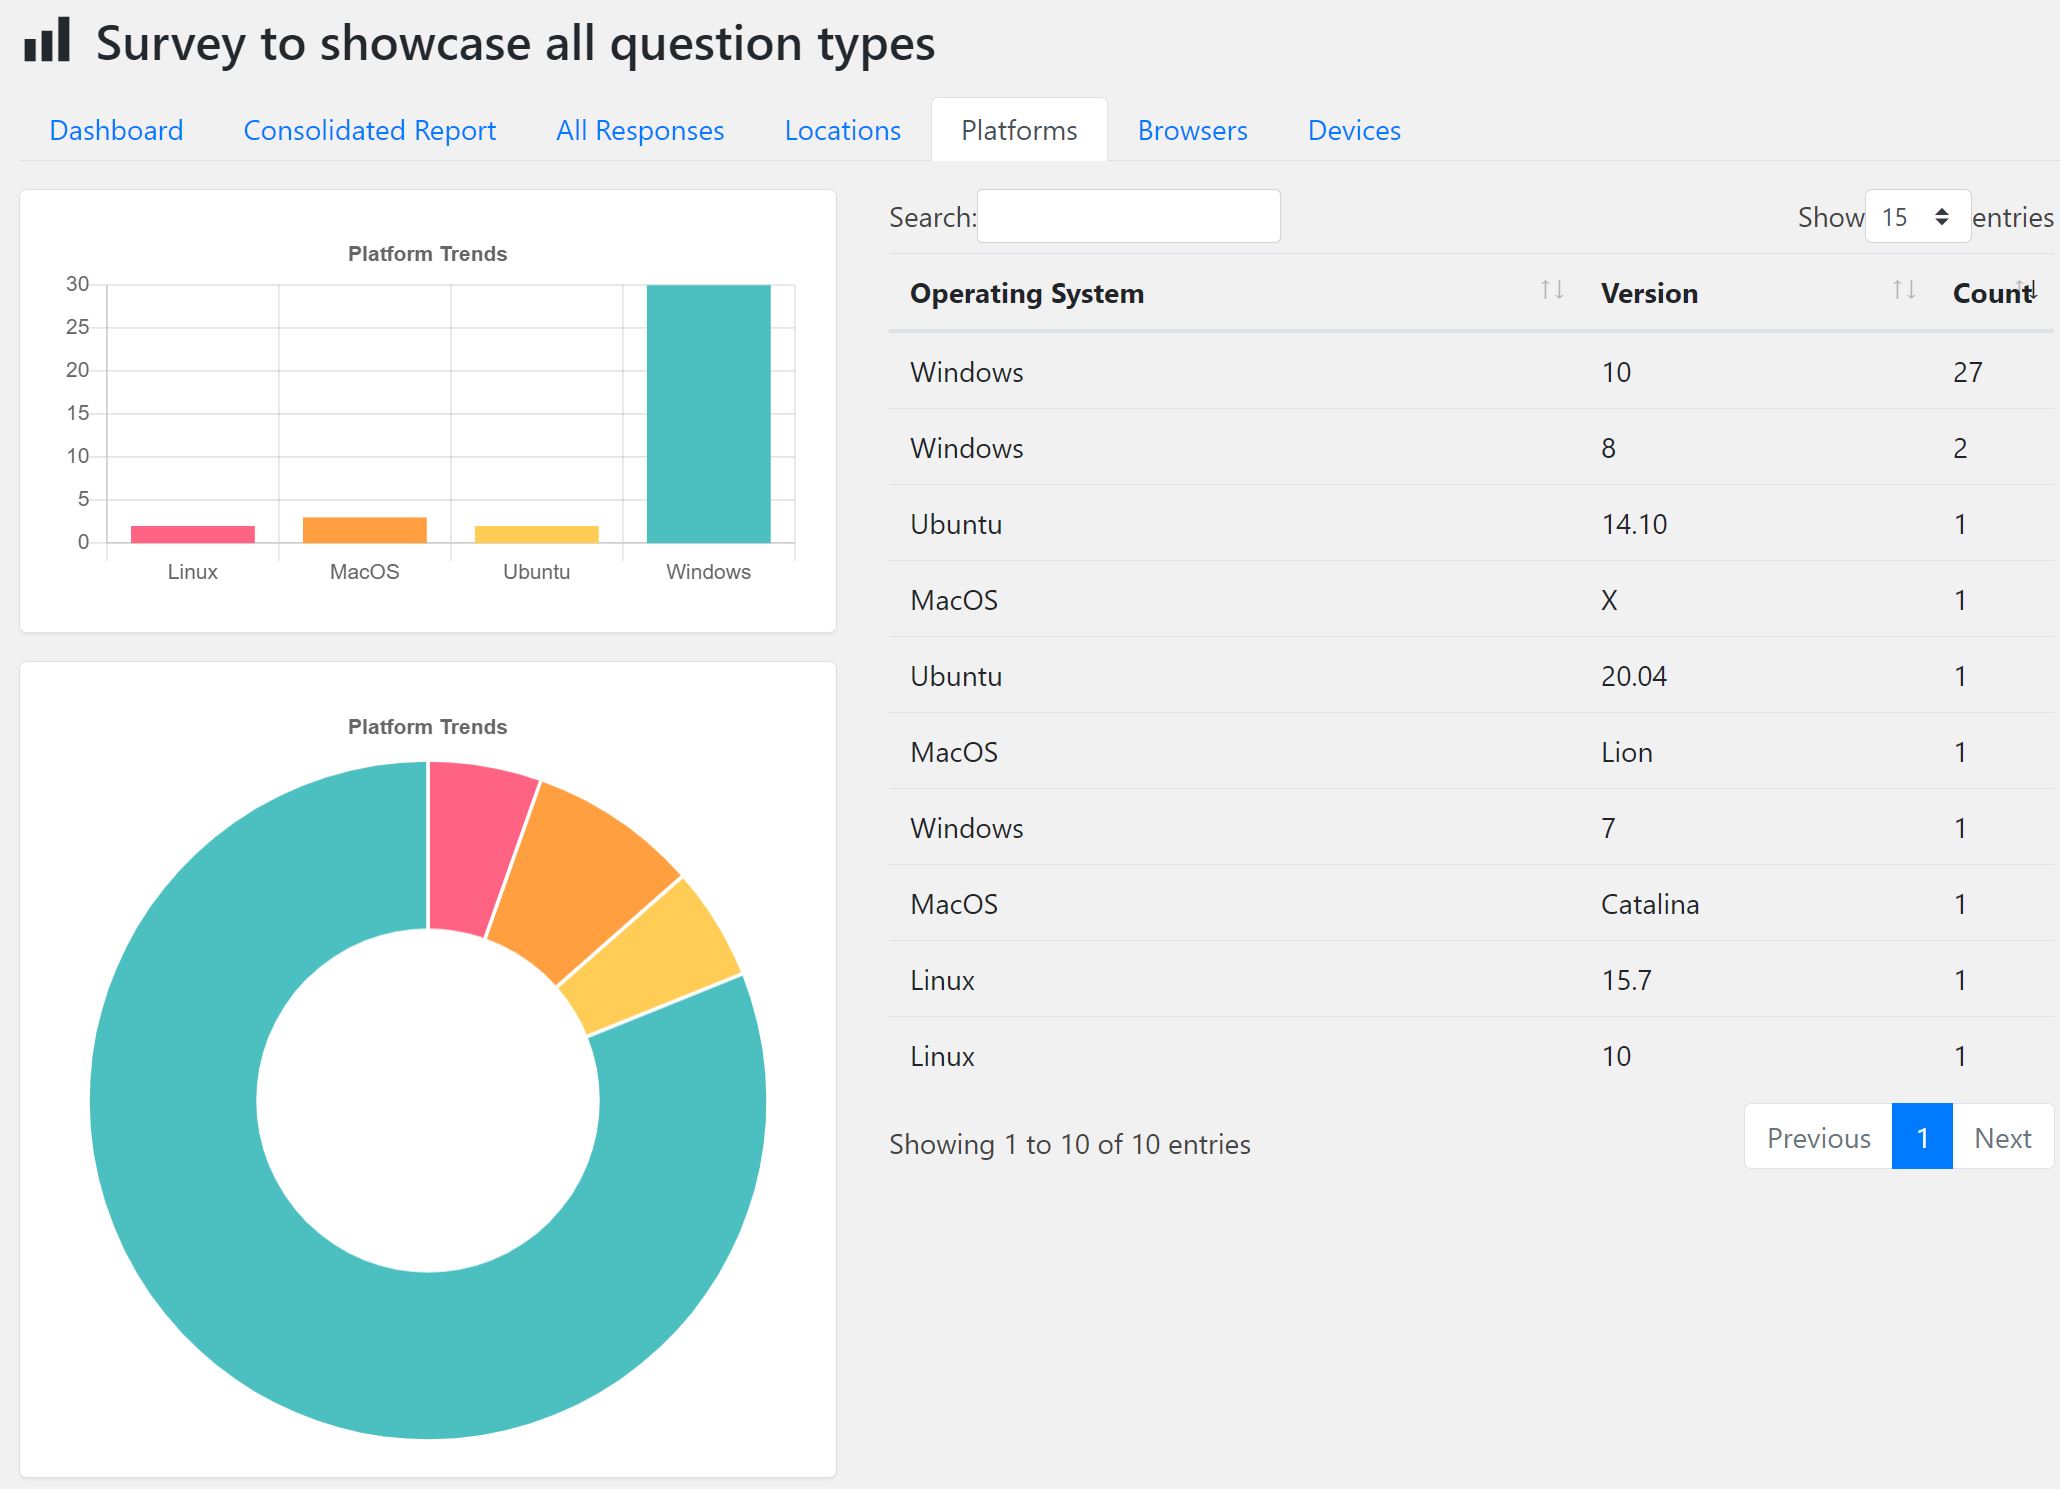 Survey to showcase all question types
Dashboard Consolidated Report All Responses Locations Platforms Browsers Devices
Platform Trends
30
25
20
15
10
5
0
Linux MacOS Ubuntu Windows
Platform Trends
Search: Show 15 entries
Operating System Version Count
Windows 10 27
Windows 8 2
Ubuntu 14.10 1
MacOS X 1
Ubuntu 20.04 1
MacOS Lion 1
Windows 7 1
MacOS Catalina 1
Linux 15.7 1
Linux 10 1
Showing 1 to 10 of 10 entries
Previous 1 Next